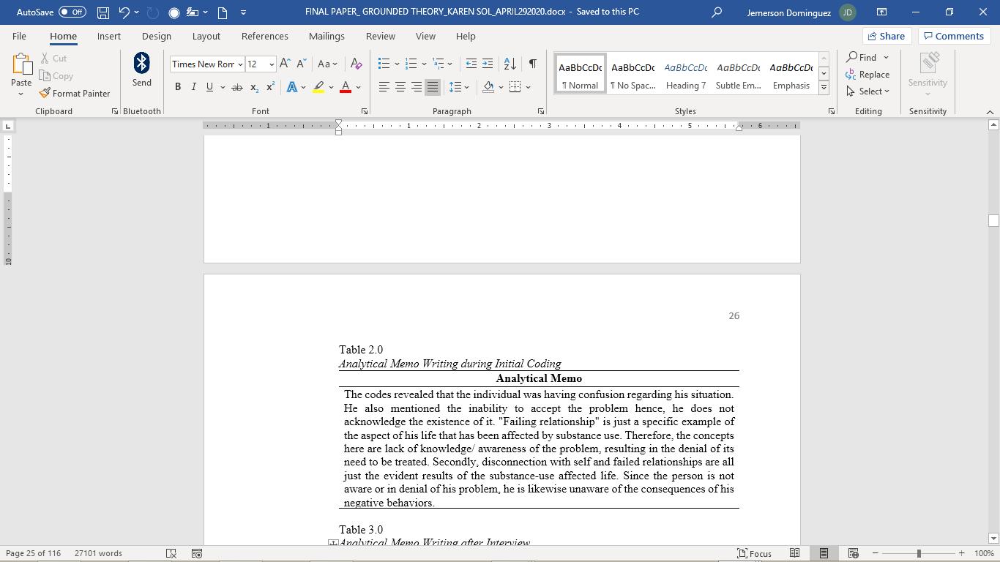 AutoSave Off FINAL PAPER_ GROUNDED THEORY_KAREN SOL_APRIL292020.docx - Saved to this PC Jemerson Dominguez JD
File Home Insert Design Layout References Mailings Review View Help Share Comments
Paste Cut Copy Format Painter
Send
Times New Rom 12
AaBbCcDc AaBbCcDc AaBbCcDc AaBbCcDc AaBbCcDc
¶ Normal ¶ No Spac... Heading 7 Subtle Em... Emphasis
Find
Replace
Select
Sensitivity
Clipboard Bluetooth Font Paragraph Styles Editing Sensitivity
1 1 2 3 4 5 6
10
26
Table 2.0
Analytical Memo Writing during Initial Coding
Analytical Memo
The codes revealed that the individual was having confusion regarding his situation.
He also mentioned the inability to accept the problem hence, he does not
acknowledge the existence of it. "Failing relationship" is just a specific example of
the aspect of his life that has been affected by substance use. Therefore, the concepts
here are lack of knowledge/ awareness of the problem, resulting in the denial of its
need to be treated. Secondly, disconnection with self and failed relationships are all
just the evident results of the substance-use affected life. Since the person is not
aware or in denial of his problem, he is likewise unaware of the consequences of his
negative behaviors.
Table 3.0
Analytical Memo Writing after Interview
Page 25 of 116 27101 words Focus 100%